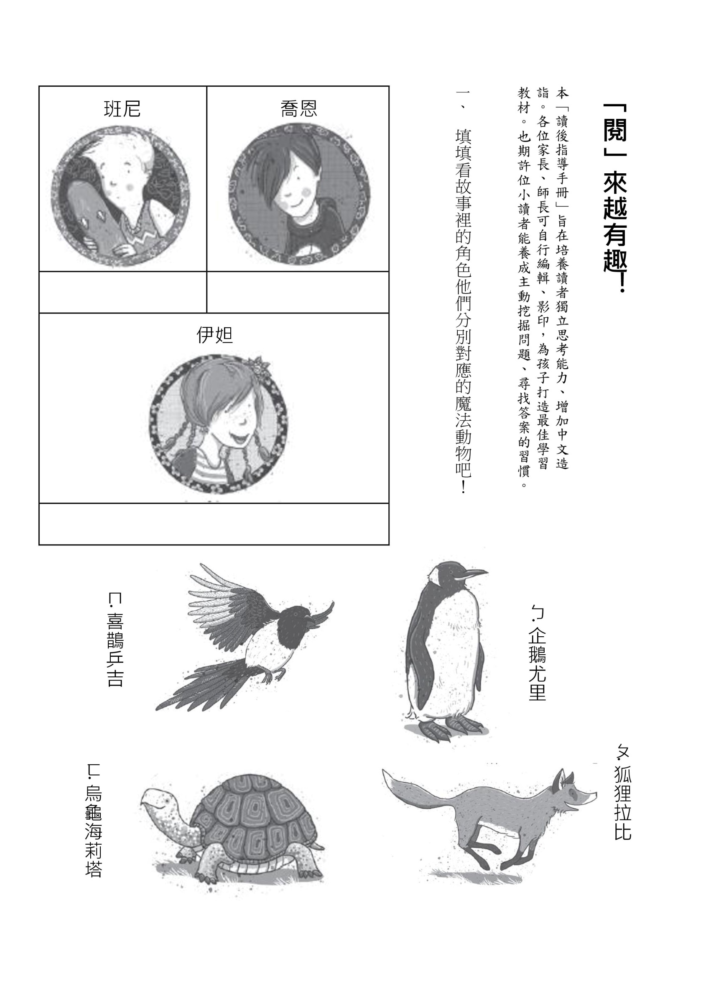 「閱」來越有趣！
本「讀後指導手冊」旨在培養讀者獨立思考能力、增加中文造
詣。各位家長、師長可自行編輯、影印，為孩子打造最佳學習
教材。也期許位小讀者能養成主動挖掘問題、尋找答案的習慣。
一、 填填看故事裡的角色他們分別對應的魔法動物吧！
喬恩
班尼
伊妲
ㄅ.企鵝尤里
ㄆ.狐狸拉比
ㄇ.喜鵲乒吉
ㄈ.烏龜海莉塔